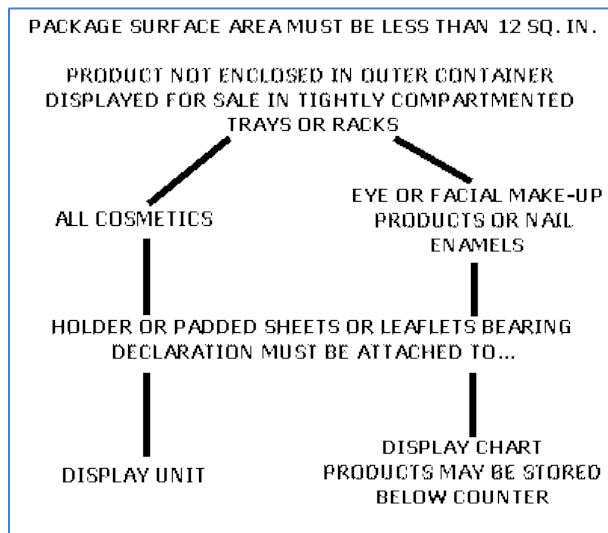 PACKAGE SURFACE AREA MUST BE LESS THAN 12 SQ. IN.
PRODUCT NOT ENCLOSED IN OUTER CONTAINER
DISPLAYED FOR SALE IN TIGHTLY COMPARTMENTED
TRAYS OR RACKS
ALL COSMETICS
EYE OR FACIAL MAKE-UP
PRODUCTS OR NAIL
ENAMELS
HOLDER OR PADDED SHEETS OR LEAFLETS BEARING
DECLARATION MUST BE ATTACHED TO...
DISPLAY UNIT
DISPLAY CHART
PRODUCTS MAY BE STORED
BELOW COUNTER